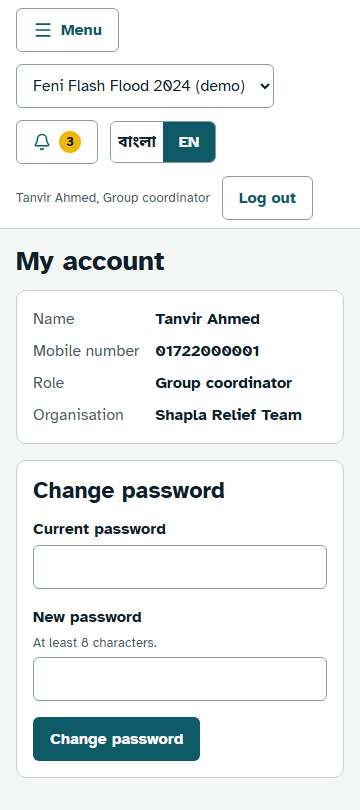 Menu
Feni Flash Flood 2024 (demo)
3
বাংলা EN
Tanvir Ahmed, Group coordinator Log out
My account
Name Tanvir Ahmed
Mobile number 01722000001
Role Group coordinator
Organisation Shapla Relief Team
Change password
Current password
New password
At least 8 characters.
Change password